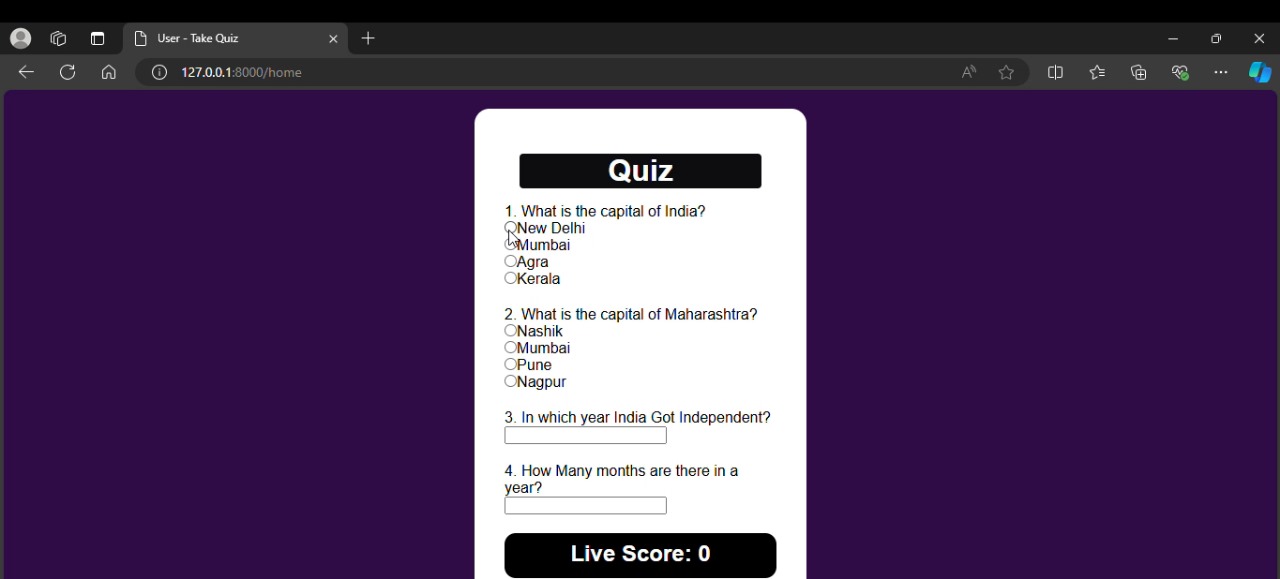 User - Take Quiz
127.0.0.1:8000/home
Quiz
1. What is the capital of India?
New Delhi
Mumbai
Agra
Kerala
2. What is the capital of Maharashtra?
Nashik
Mumbai
Pune
Nagpur
3. In which year India Got Independent?
4. How Many months are there in a
year?
Live Score: 0